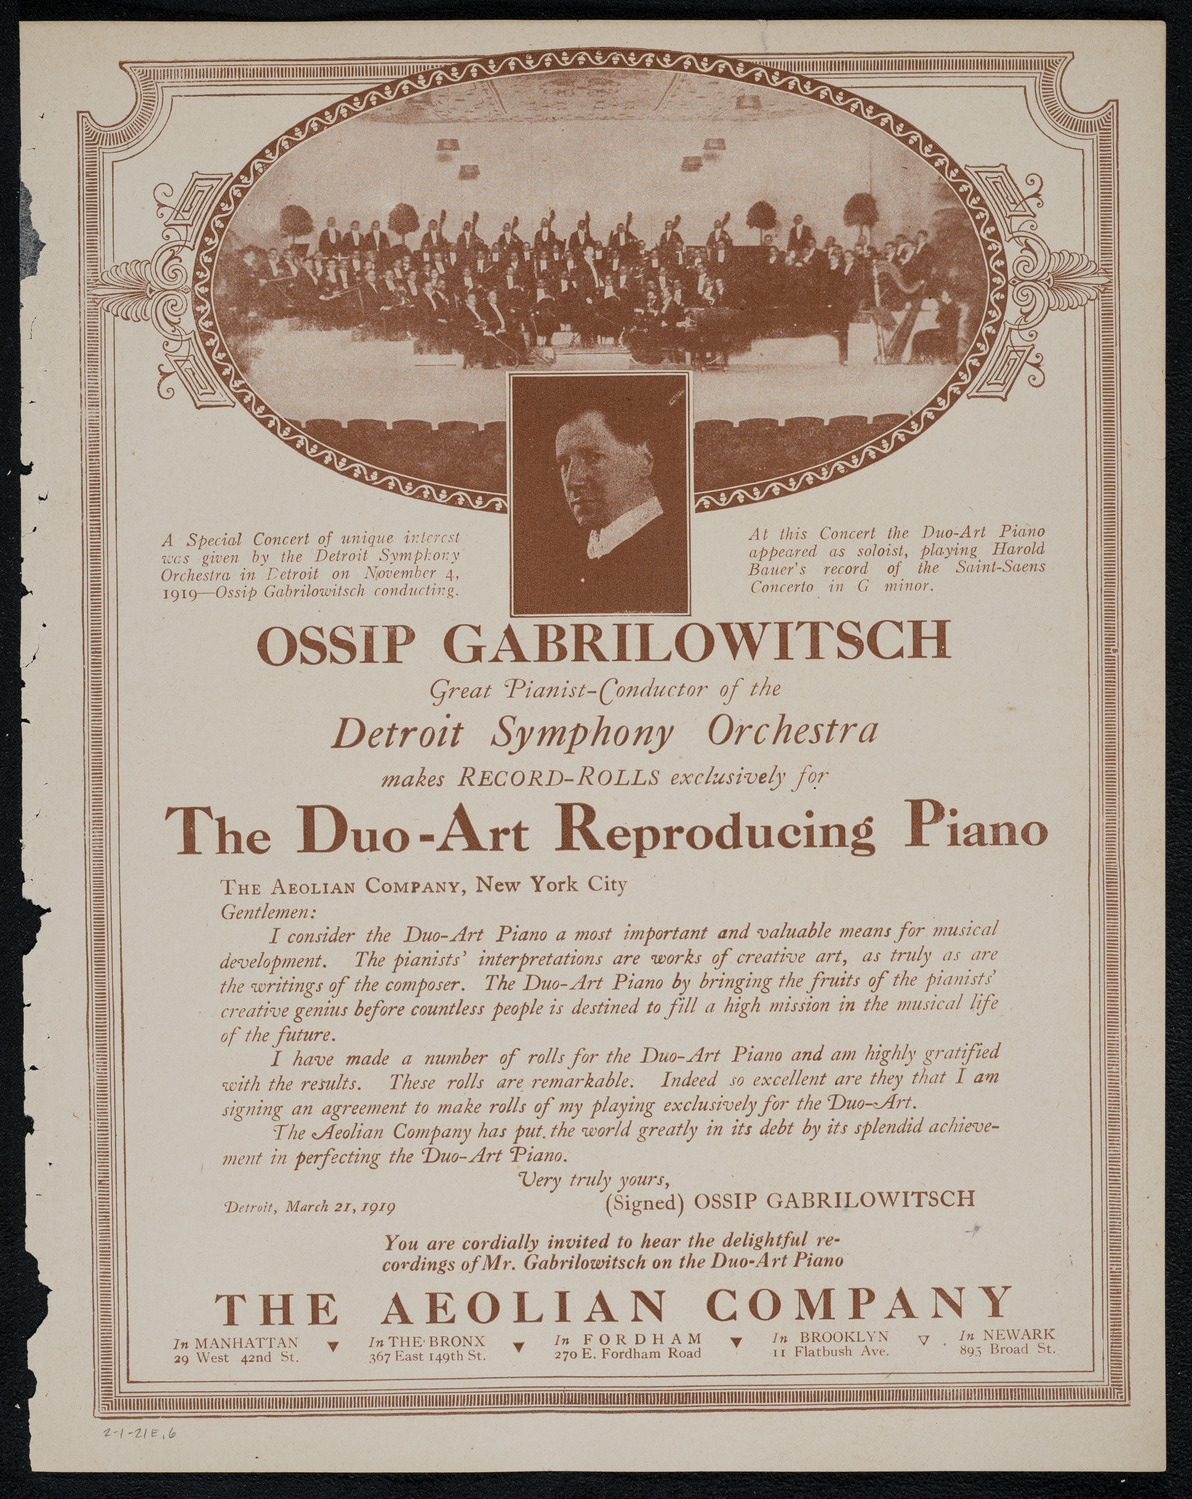 A Special Concert of unique interest
was given by the Detroit Symphony
Orchestra in Detroit on November 4,
1919—Ossip Gabrilowitsch conducting.
At this Concert the Duo-Art Piano
appeared as soloist, playing Harold
Bauer's record of the Saint-Saens
Concerto in G minor.
OSSIP GABRILOWITSCH
Great Pianist-Conductor of the
Detroit Symphony Orchestra
makes RECORD-ROLLS exclusively for
The Duo-Art Reproducing Piano
THE AEOLIAN COMPANY, New York City
Gentlemen:
I consider the Duo-Art Piano a most important and valuable means for musical
development. The pianists' interpretations are works of creative art, as truly as are
the writings of the composer. The Duo-Art Piano by bringing the fruits of the pianists'
creative genius before countless people is destined to fill a high mission in the musical life
of the future.
I have made a number of rolls for the Duo-Art Piano and am highly gratified
with the results. These rolls are remarkable. Indeed so excellent are they that I am
signing an agreement to make rolls of my playing exclusively for the Duo-Art.
The Aeolian Company has put the world greatly in its debt by its splendid achieve-
ment in perfecting the Duo-Art Piano.
Very truly yours,
Detroit, March 21, 1919 (Signed) OSSIP GABRILOWITSCH
You are cordially invited to hear the delightful re-
cordings of Mr. Gabrilowitsch on the Duo-Art Piano
THE AEOLIAN COMPANY
In MANHATTAN
29 West 42nd St.
In THE BRONX
367 East 149th St.
In FORDHAM
270 E. Fordham Road
In BROOKLYN
11 Flatbush Ave.
In NEWARK
895 Broad St.
2-1-21E, 6